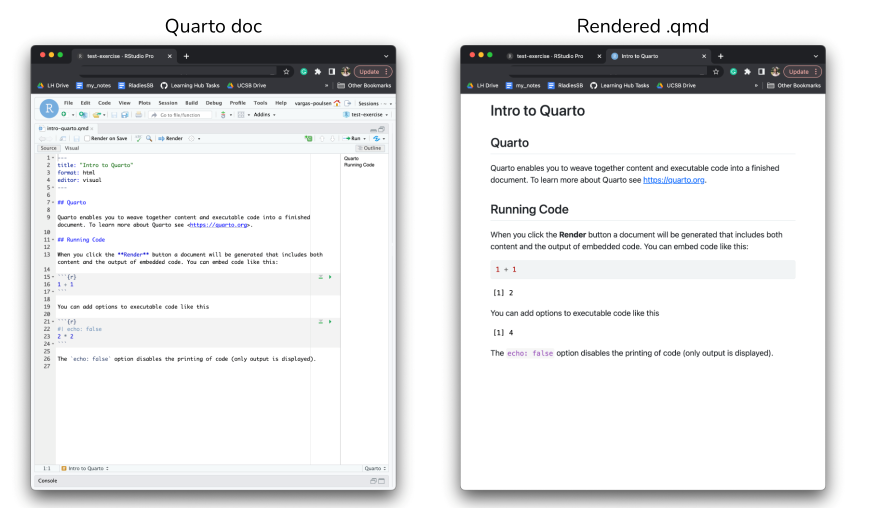 Quarto doc
Rendered .qmd
test-exercise - RStudio Pro
Update
LH Drive my_notes RladiesSB Learning Hub Tasks UCSB Drive » Other Bookmarks
File Edit Code View Plots Session Build Debug Profile Tools Help vargas-poulsen Sessions
Go to file/function Addins test-exercise
intro-quarto.qmd
Render on Save Render Run
Source Visual Outline
1 ---
2 title: "Intro to Quarto"
3 format: html
4 editor: visual
5 ---
6
7 ## Quarto
8
9 Quarto enables you to weave together content and executable code into a finished
document. To learn more about Quarto see <https://quarto.org>.
10
11 ## Running Code
12
13 When you click the **Render** button a document will be generated that includes both
content and the output of embedded code. You can embed code like this:
14
15 ```{r}
16 1 + 1
17 ```
18
19 You can add options to executable code like this
20
21 ```{r}
22 #| echo: false
23 2 * 2
24 ```
25
26 The `echo: false` option disables the printing of code (only output is displayed).
27
Quarto
Running Code
1:1 Intro to Quarto Quarto
Console
test-exercise - RStudio Pro Intro to Quarto
Update
LH Drive my_notes RladiesSB Learning Hub Tasks UCSB Drive » Other Bookmarks
Intro to Quarto
Quarto
Quarto enables you to weave together content and executable code into a finished
document. To learn more about Quarto see https://quarto.org.
Running Code
When you click the Render button a document will be generated that includes both
content and the output of embedded code. You can embed code like this:
1 + 1
[1] 2
You can add options to executable code like this
[1] 4
The echo: false option disables the printing of code (only output is displayed).